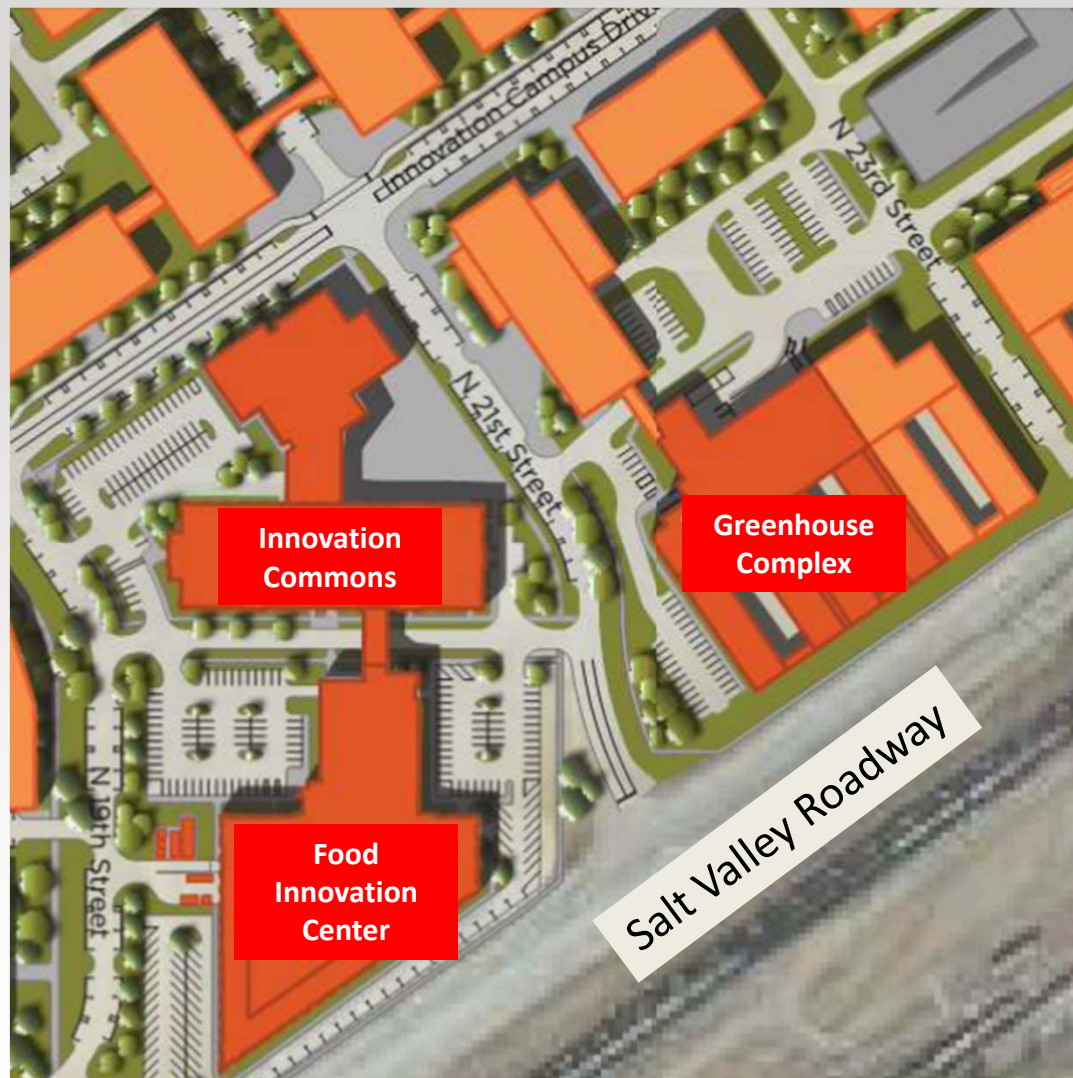 Innovation Campus Drive
N 23rd Street
N 21st Street
Innovation
Commons
Greenhouse
Complex
Salt Valley Roadway
N 19th Street
Food
Innovation
Center